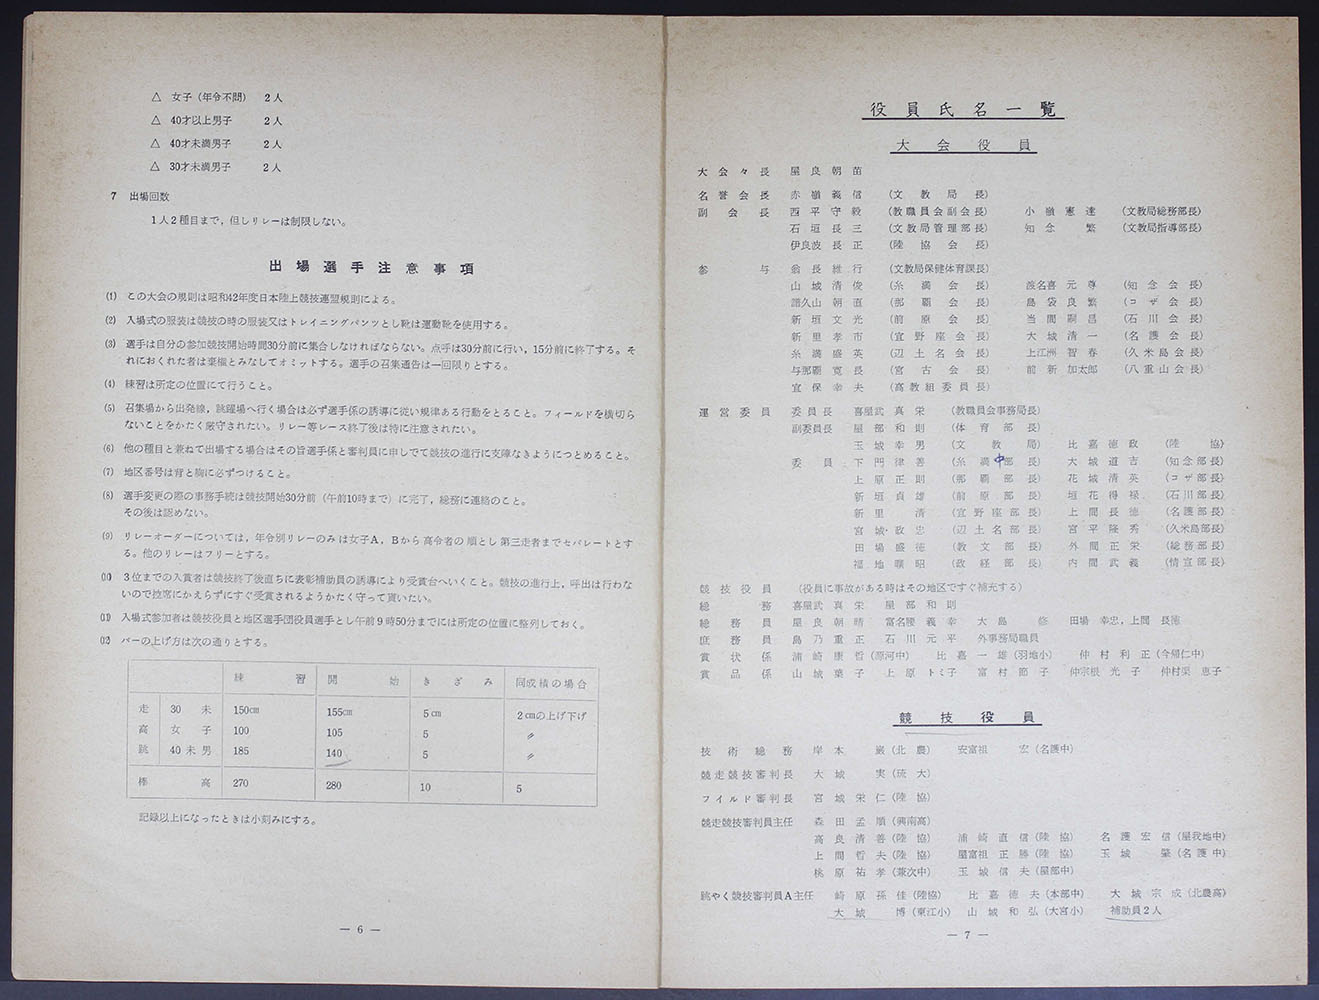 △ 女子（年令不問） 2人
△ 40才以上男子 2人
△ 40才未満男子 2人
△ 30才未満男子 2人
7 出場回数
1人2種目まで，但しリレーは制限しない。
出場選手注意事項
(1) この大会の規則は昭和42年度日本陸上競技連盟規則による。
(2) 入場式の服装は競技の時の服装又はトレイニングパンツとし靴は運動靴を使用する。
(3) 選手は自分の参加競技開始時間30分前に集合しなければならない。点呼は30分前に行い，15分前に終了する。そ
れにおくれた者は棄権とみなしてオミットする。選手の召集通告は一回限りとする。
(4) 練習は所定の位置にて行うこと。
(5) 召集場から出発線，跳躍場へ行く場合は必ず選手係の誘導に従い規律ある行動をとること。フィールドを横切ら
ないことをかたく厳守されたい。リレー等レース終了後は特に注意されたい。
(6) 他の種目と兼ねて出場する場合はその旨選手係と審判員に申しでて競技の進行に支障なきようにつとめること。
(7) 地区番号は背と胸に必ずつけること。
(8) 選手変更の際の事務手続は競技開始30分前（午前10時まで）に完了，総務に連絡のこと。
その後は認めない。
(9) リレーオーダーについては，年令別リレーのみは女子A，Bから高令者の順とし第三走者までセパレートとす
る。他のリレーはフリーとする。
(10) 3位までの入賞者は競技終了後直ちに表彰補助員の誘導により受賞台へいくこと。競技の進行上，呼出は行わな
いので控席にかえらずにすぐ受賞されるようかたく守って貰いたい。
(11) 入場式参加者は競技役員と地区選手団役員選手とし午前9時50分までには所定の位置に整列しておく。
(12) バーの上げ方は次の通りとする。
練習 開始 きざみ 同成績の場合
走 30 未 150㎝ 155㎝ 5㎝ 2㎝の上げ下げ
高 女子 100 105 5 〃
跳 40未男 185 140 5 〃
棒高 270 280 10 5
記録以上になったときは小刻みにする。
― 6 ―
役員氏名一覧
大会役員
大会々長 屋良朝苗
名誉会長 赤嶺義信 （文教局長）
副会長 西平守毅 （教職員会副会長） 小嶺憲達 （文教局総務部長）
石垣長三 （文教局管理部長） 知念繁 （文教局指導部長）
伊良波長正 （陸協会長）
参与 翁長維行 （文教局保健体育課長）
山城清俊 （糸満会長） 渡名喜元尊 （知念会長）
諸久山朝直 （那覇会長） 島袋良繁 （コザ会長）
新垣文光 （前原会長） 当間嗣昌 （石川会長）
新里孝市 （宜野座会長） 大城清一 （名護会長）
糸満盛英 （辺土名会長） 上江洲智春 （久米島会長）
与那覇寛長 （宮古会長） 前新加太郎 （八重山会長）
宜保幸夫 （高教組委員長）
運営委員 委員長 喜屋武真栄 （教職員会事務局長）
副委員長 屋部和則 （体育部長）
玉城幸男 （文教局） 比嘉徳政 （陸協）
委員 下門律善 （糸満中部長） 大城道吉 （知念部長）
上原正則 （那覇部長） 花城清英 （コザ部長）
新垣貞雄 （前原部長） 垣花得禄 （石川部長）
新里清 （宜野座部長） 上間長徳 （名護部長）
宮城政忠 （辺土名部長） 宮平隆秀 （久米島部長）
田場盛徳 （教文部長） 外間正栄 （総務部長）
福地曠昭 （政経部長） 内間武義 （情宣部長）
競技役員 （役員に事故がある時はその地区ですぐ補充する）
総務 喜屋武真栄 屋部和則
総務員 屋良朝晴 富名腰義幸 大島修 田場幸忠，上間長徳
庶務員 島乃重正 石川元平 外事務局職員
賞状係 浦崎康哲（源河中） 比嘉一雄（羽地小） 仲村利正（今帰仁中）
賞品係 山城葉子 上原トミ子 富村節子 仲宗根光子 仲村渠恵子
競技役員
技術総務 岸本巌（北農） 安富祖宏（名護中）
競走競技審判長 大城実（琉大）
フイルド審判長 宮城栄仁（陸協）
競走競技審判員主任 森田孟順（興南高）
高良清善（陸協） 浦崎直信（陸協） 名護宏信（屋我地中）
上間哲夫（陸協） 屋富祖正勝（陸協） 玉城肇（名護中）
桃原祐孝（兼次中） 玉城信夫（屋部中）
跳やく競技審判員A主任 崎原孫佳（陸協） 比嘉徳夫（本部中） 大城宗成（北農高）
大城博（東江小） 山城和弘（大宮小） 補助員2人
― 7 ―